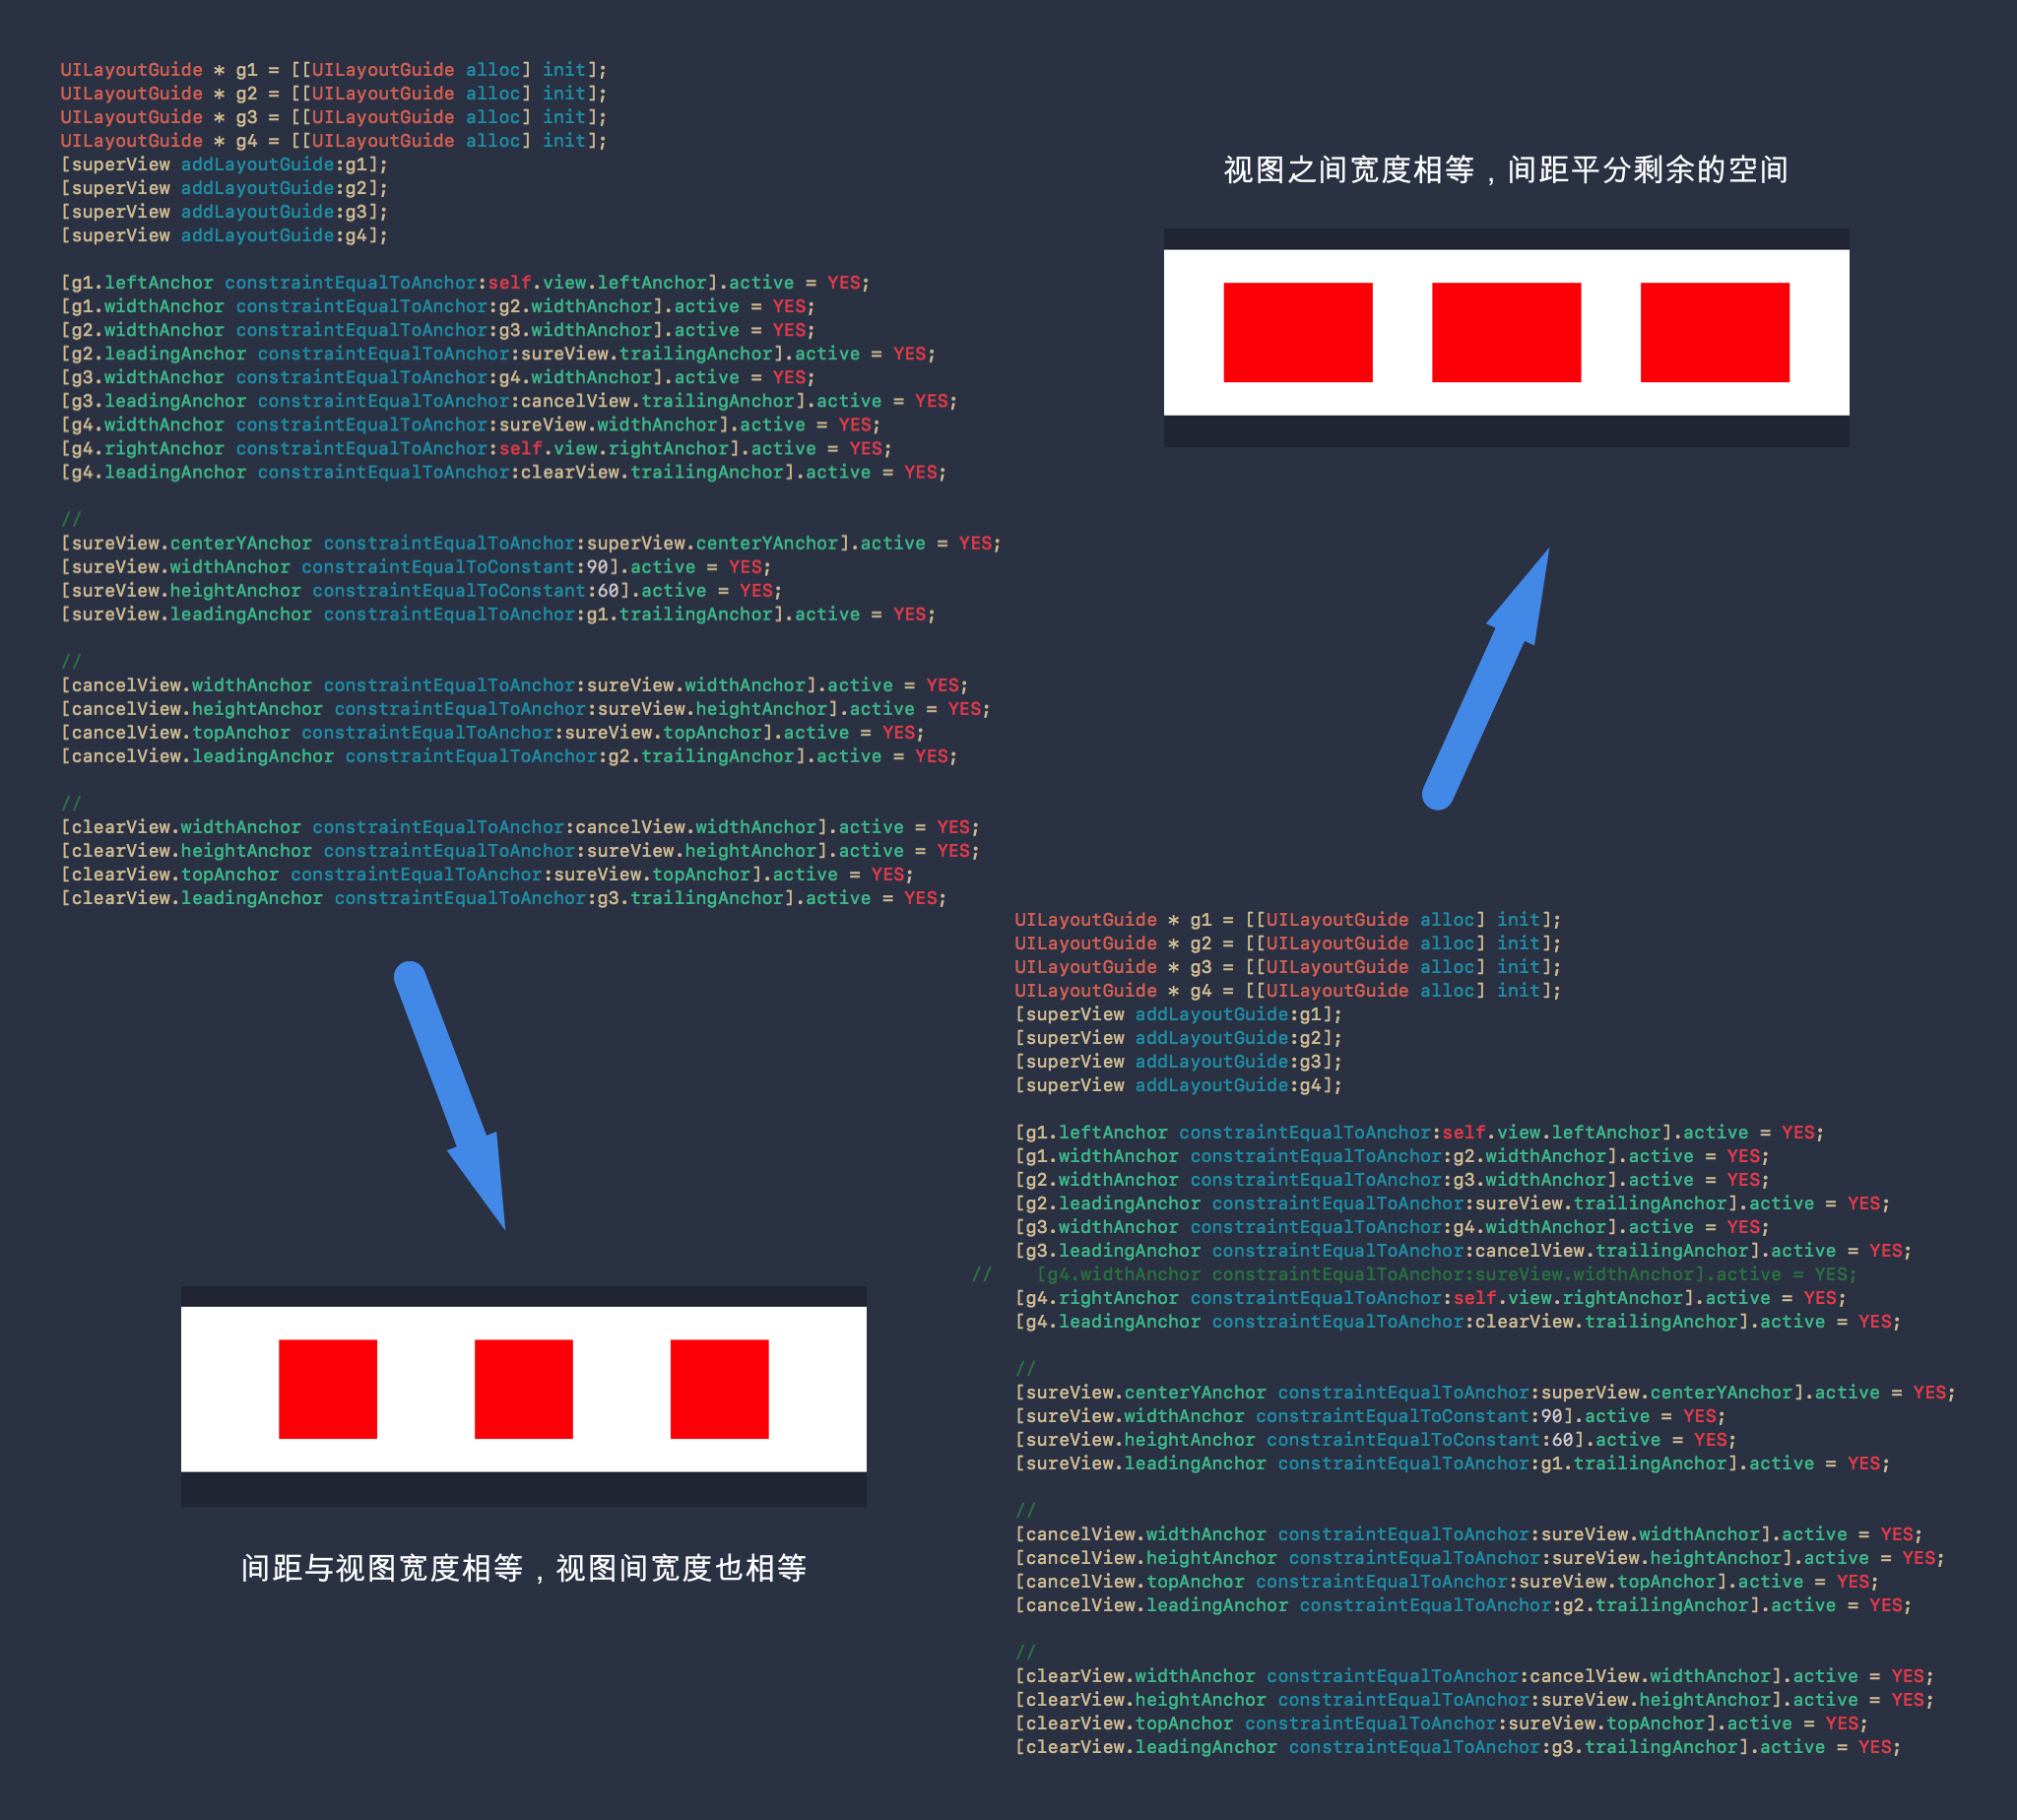 UILayoutGuide * g1 = [[UILayoutGuide alloc] init];
UILayoutGuide * g2 = [[UILayoutGuide alloc] init];
UILayoutGuide * g3 = [[UILayoutGuide alloc] init];
UILayoutGuide * g4 = [[UILayoutGuide alloc] init];
[superView addLayoutGuide:g1];
[superView addLayoutGuide:g2];
[superView addLayoutGuide:g3];
[superView addLayoutGuide:g4];
[g1.leftAnchor constraintEqualToAnchor:self.view.leftAnchor].active = YES;
[g1.widthAnchor constraintEqualToAnchor:g2.widthAnchor].active = YES;
[g2.widthAnchor constraintEqualToAnchor:g3.widthAnchor].active = YES;
[g2.leadingAnchor constraintEqualToAnchor:sureView.trailingAnchor].active = YES;
[g3.widthAnchor constraintEqualToAnchor:g4.widthAnchor].active = YES;
[g3.leadingAnchor constraintEqualToAnchor:cancelView.trailingAnchor].active = YES;
[g4.widthAnchor constraintEqualToAnchor:sureView.widthAnchor].active = YES;
[g4.rightAnchor constraintEqualToAnchor:self.view.rightAnchor].active = YES;
[g4.leadingAnchor constraintEqualToAnchor:clearView.trailingAnchor].active = YES;
//
[sureView.centerYAnchor constraintEqualToAnchor:superView.centerYAnchor].active = YES;
[sureView.widthAnchor constraintEqualToConstant:90].active = YES;
[sureView.heightAnchor constraintEqualToConstant:60].active = YES;
[sureView.leadingAnchor constraintEqualToAnchor:g1.trailingAnchor].active = YES;
//
[cancelView.widthAnchor constraintEqualToAnchor:sureView.widthAnchor].active = YES;
[cancelView.heightAnchor constraintEqualToAnchor:sureView.heightAnchor].active = YES;
[cancelView.topAnchor constraintEqualToAnchor:sureView.topAnchor].active = YES;
[cancelView.leadingAnchor constraintEqualToAnchor:g2.trailingAnchor].active = YES;
//
[clearView.widthAnchor constraintEqualToAnchor:cancelView.widthAnchor].active = YES;
[clearView.heightAnchor constraintEqualToAnchor:sureView.heightAnchor].active = YES;
[clearView.topAnchor constraintEqualToAnchor:sureView.topAnchor].active = YES;
[clearView.leadingAnchor constraintEqualToAnchor:g3.trailingAnchor].active = YES;
间距与视图宽度相等，视图间宽度也相等
视图之间宽度相等，间距平分剩余的空间
UILayoutGuide * g1 = [[UILayoutGuide alloc] init];
UILayoutGuide * g2 = [[UILayoutGuide alloc] init];
UILayoutGuide * g3 = [[UILayoutGuide alloc] init];
UILayoutGuide * g4 = [[UILayoutGuide alloc] init];
[superView addLayoutGuide:g1];
[superView addLayoutGuide:g2];
[superView addLayoutGuide:g3];
[superView addLayoutGuide:g4];
[g1.leftAnchor constraintEqualToAnchor:self.view.leftAnchor].active = YES;
[g1.widthAnchor constraintEqualToAnchor:g2.widthAnchor].active = YES;
[g2.widthAnchor constraintEqualToAnchor:g3.widthAnchor].active = YES;
[g2.leadingAnchor constraintEqualToAnchor:sureView.trailingAnchor].active = YES;
[g3.widthAnchor constraintEqualToAnchor:g4.widthAnchor].active = YES;
[g3.leadingAnchor constraintEqualToAnchor:cancelView.trailingAnchor].active = YES;
// [g4.widthAnchor constraintEqualToAnchor:sureView.widthAnchor].active = YES;
[g4.rightAnchor constraintEqualToAnchor:self.view.rightAnchor].active = YES;
[g4.leadingAnchor constraintEqualToAnchor:clearView.trailingAnchor].active = YES;
//
[sureView.centerYAnchor constraintEqualToAnchor:superView.centerYAnchor].active = YES;
[sureView.widthAnchor constraintEqualToConstant:90].active = YES;
[sureView.heightAnchor constraintEqualToConstant:60].active = YES;
[sureView.leadingAnchor constraintEqualToAnchor:g1.trailingAnchor].active = YES;
//
[cancelView.widthAnchor constraintEqualToAnchor:sureView.widthAnchor].active = YES;
[cancelView.heightAnchor constraintEqualToAnchor:sureView.heightAnchor].active = YES;
[cancelView.topAnchor constraintEqualToAnchor:sureView.topAnchor].active = YES;
[cancelView.leadingAnchor constraintEqualToAnchor:g2.trailingAnchor].active = YES;
//
[clearView.widthAnchor constraintEqualToAnchor:cancelView.widthAnchor].active = YES;
[clearView.heightAnchor constraintEqualToAnchor:sureView.heightAnchor].active = YES;
[clearView.topAnchor constraintEqualToAnchor:sureView.topAnchor].active = YES;
[clearView.leadingAnchor constraintEqualToAnchor:g3.trailingAnchor].active = YES;